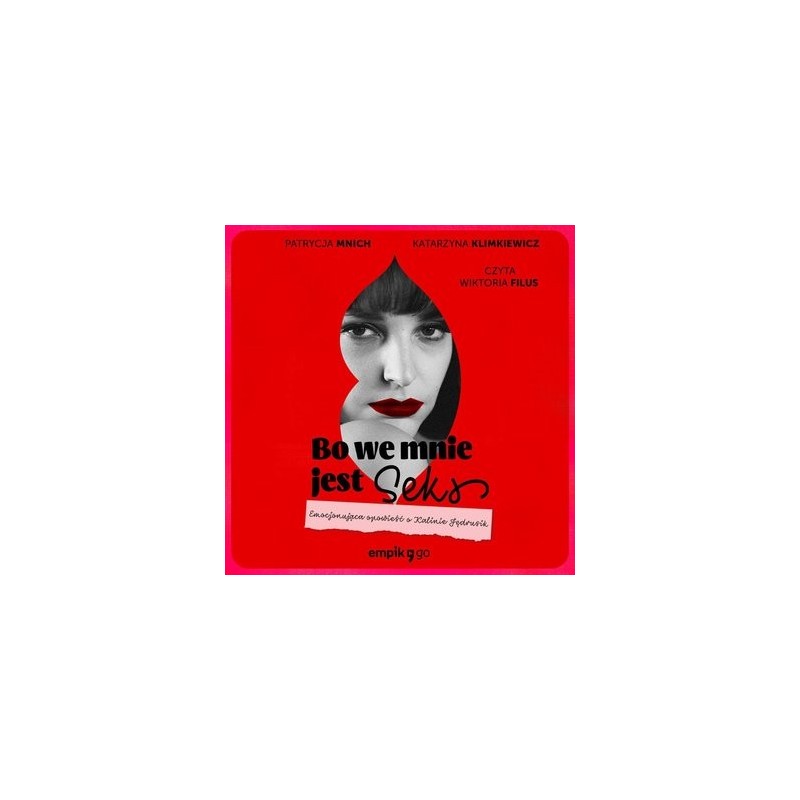 PATRYCJA MNICH KATARZYNA KLIMKIEWICZ
CZYTA
WIKTORIA FILUS
Bo we mnie
jest Seks
Emocjonująca opowieść o Kalinie Jędrusik
empik go